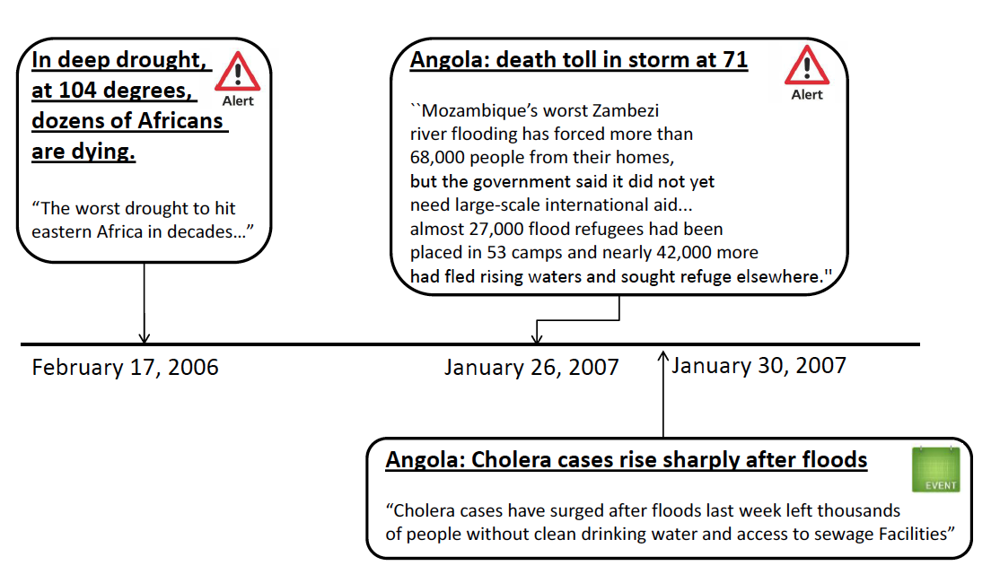 In deep drought,
at 104 degrees,
dozens of Africans
are dying.
Alert
“The worst drought to hit
eastern Africa in decades…”
Angola: death toll in storm at 71
Alert
``Mozambique’s worst Zambezi
river flooding has forced more than
68,000 people from their homes,
but the government said it did not yet
need large-scale international aid...
almost 27,000 flood refugees had been
placed in 53 camps and nearly 42,000 more
had fled rising waters and sought refuge elsewhere.''
February 17, 2006
January 26, 2007
January 30, 2007
Angola: Cholera cases rise sharply after floods
EVENT
“Cholera cases have surged after floods last week left thousands
of people without clean drinking water and access to sewage Facilities”